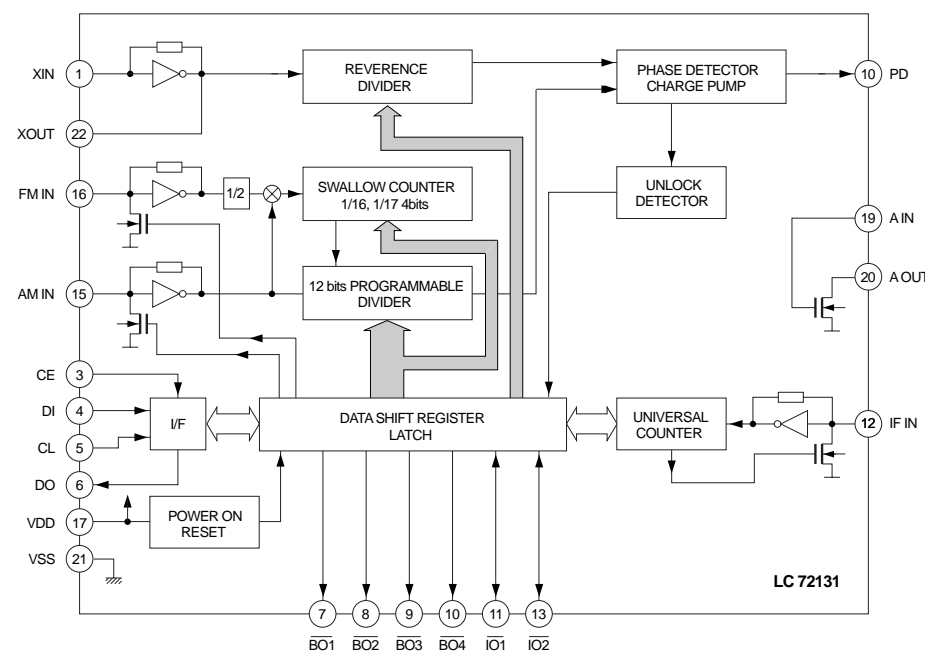 XIN
1
REVERENCE
DIVIDER
PHASE DETECTOR
CHARGE PUMP
10
PD
XOUT
22
FM IN
16
1/2
SWALLOW COUNTER
1/16, 1/17 4bits
UNLOCK
DETECTOR
19
A IN
20
A OUT
AM IN
15
12 bits PROGRAMMABLE
DIVIDER
CE
3
DI
4
I/F
DATA SHIFT REGISTER
LATCH
UNIVERSAL
COUNTER
12
IF IN
CL
5
DO
6
VDD
17
POWER ON
RESET
VSS
21
LC 72131
7
8
9
10
11
13
BO1
BO2
BO3
BO4
IO1
IO2